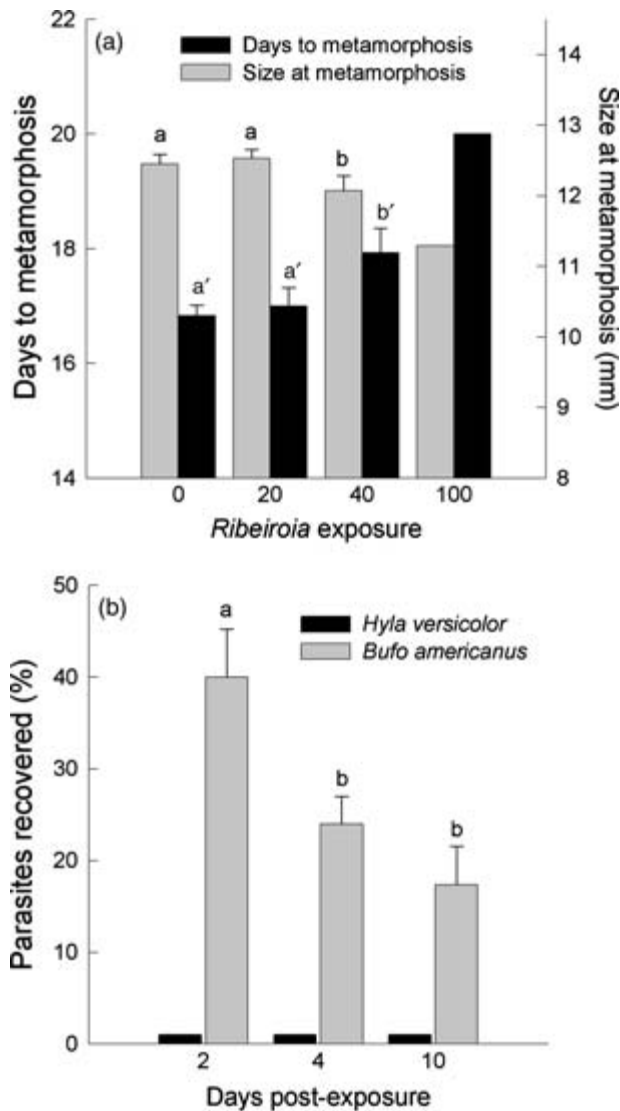 (a)
Days to metamorphosis
Size at metamorphosis
22
20
18
16
14
Days to metamorphosis
14
13
12
11
10
9
8
Size at metamorphosis (mm)
a
a
b
a′
a′
b′
0 20 40 100
Ribeiroia exposure
(b)
Hyla versicolor
Bufo americanus
50
40
30
20
10
0
Parasites recovered (%)
a
b
b
2 4 10
Days post-exposure